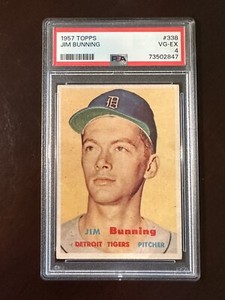 1957 TOPPS #338
JIM BUNNING VG-EX
PSA 4
73502847
D
JIM Bunning
DETROIT TIGERS PITCHER